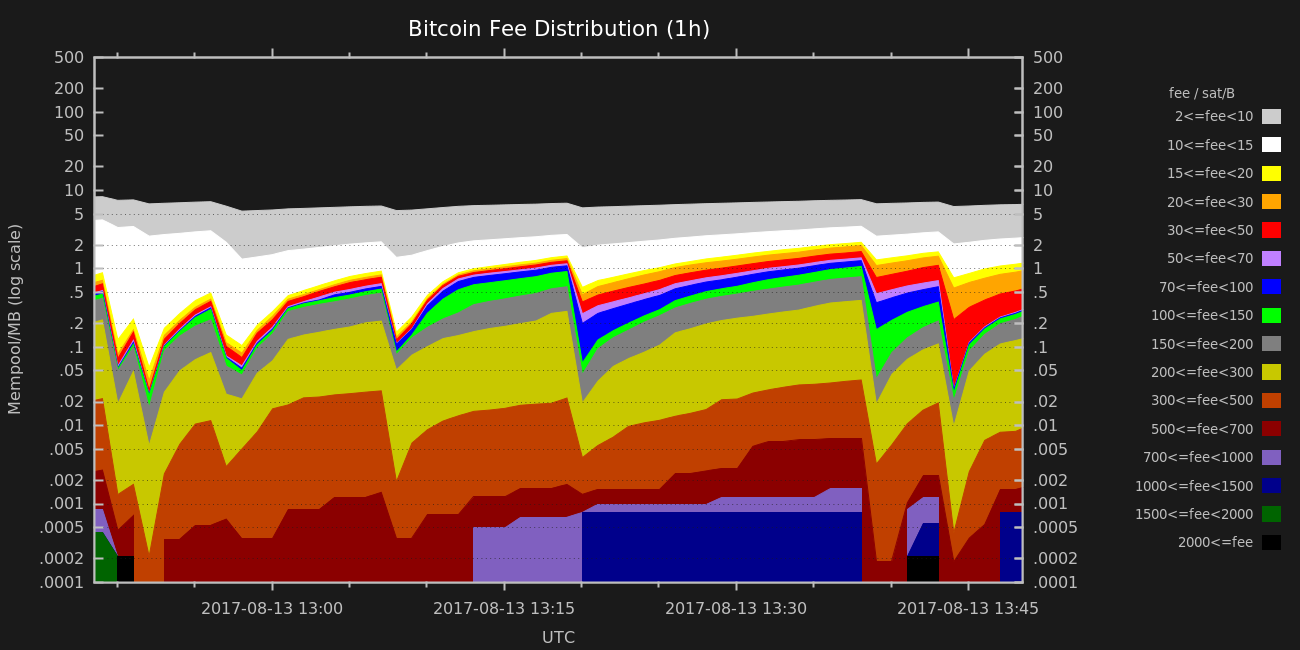 Bitcoin Fee Distribution (1h)
500 500
200 200
100 100
50 50
20 20
10 10
5 5
2 2
1 1
.5 .5
.2 .2
.1 .1
.05 .05
.02 .02
.01 .01
.005 .005
.002 .002
.001 .001
.0005 .0005
.0002 .0002
.0001 .0001
Mempool/MB (log scale)
2017-08-13 13:00 2017-08-13 13:15 2017-08-13 13:30 2017-08-13 13:45
UTC
fee / sat/B
2<=fee<10
10<=fee<15
15<=fee<20
20<=fee<30
30<=fee<50
50<=fee<70
70<=fee<100
100<=fee<150
150<=fee<200
200<=fee<300
300<=fee<500
500<=fee<700
700<=fee<1000
1000<=fee<1500
1500<=fee<2000
2000<=fee